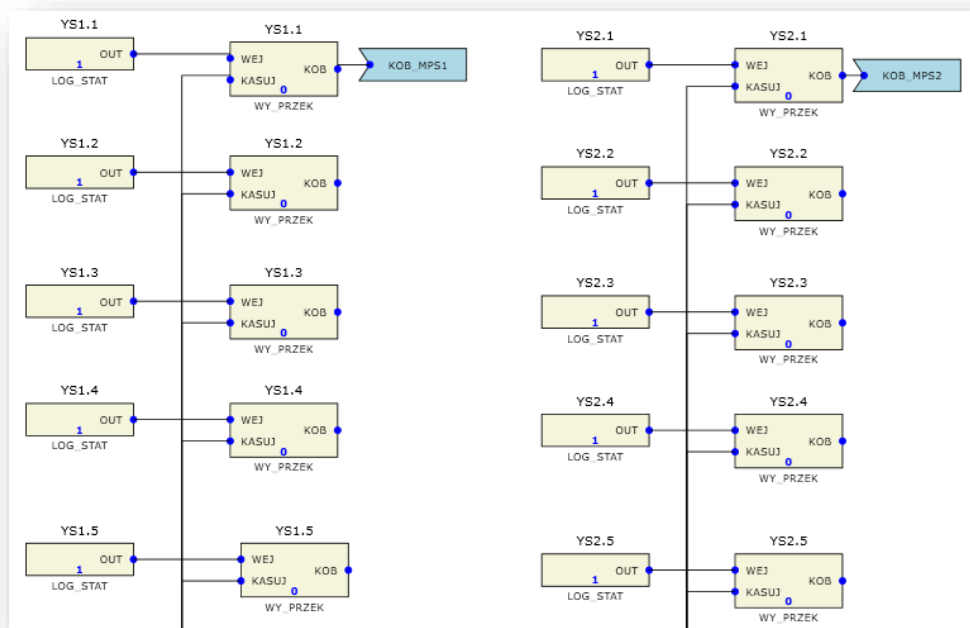 YS1.1
OUT
1
LOG_STAT
YS1.1
WEJ
KASUJ
KOB
0
WY_PRZEK
KOB_MPS1
YS2.1
OUT
1
LOG_STAT
YS2.1
WEJ
KASUJ
KOB
0
WY_PRZEK
KOB_MPS2
YS1.2
OUT
1
LOG_STAT
YS1.2
WEJ
KASUJ
KOB
0
WY_PRZEK
YS2.2
OUT
1
LOG_STAT
YS2.2
WEJ
KASUJ
KOB
0
WY_PRZEK
YS1.3
OUT
1
LOG_STAT
YS1.3
WEJ
KASUJ
KOB
0
WY_PRZEK
YS2.3
OUT
1
LOG_STAT
YS2.3
WEJ
KASUJ
KOB
0
WY_PRZEK
YS1.4
OUT
1
LOG_STAT
YS1.4
WEJ
KASUJ
KOB
0
WY_PRZEK
YS2.4
OUT
1
LOG_STAT
YS2.4
WEJ
KASUJ
KOB
0
WY_PRZEK
YS1.5
OUT
1
LOG_STAT
YS1.5
WEJ
KASUJ
KOB
0
WY_PRZEK
YS2.5
OUT
1
LOG_STAT
YS2.5
WEJ
KASUJ
KOB
0
WY_PRZEK